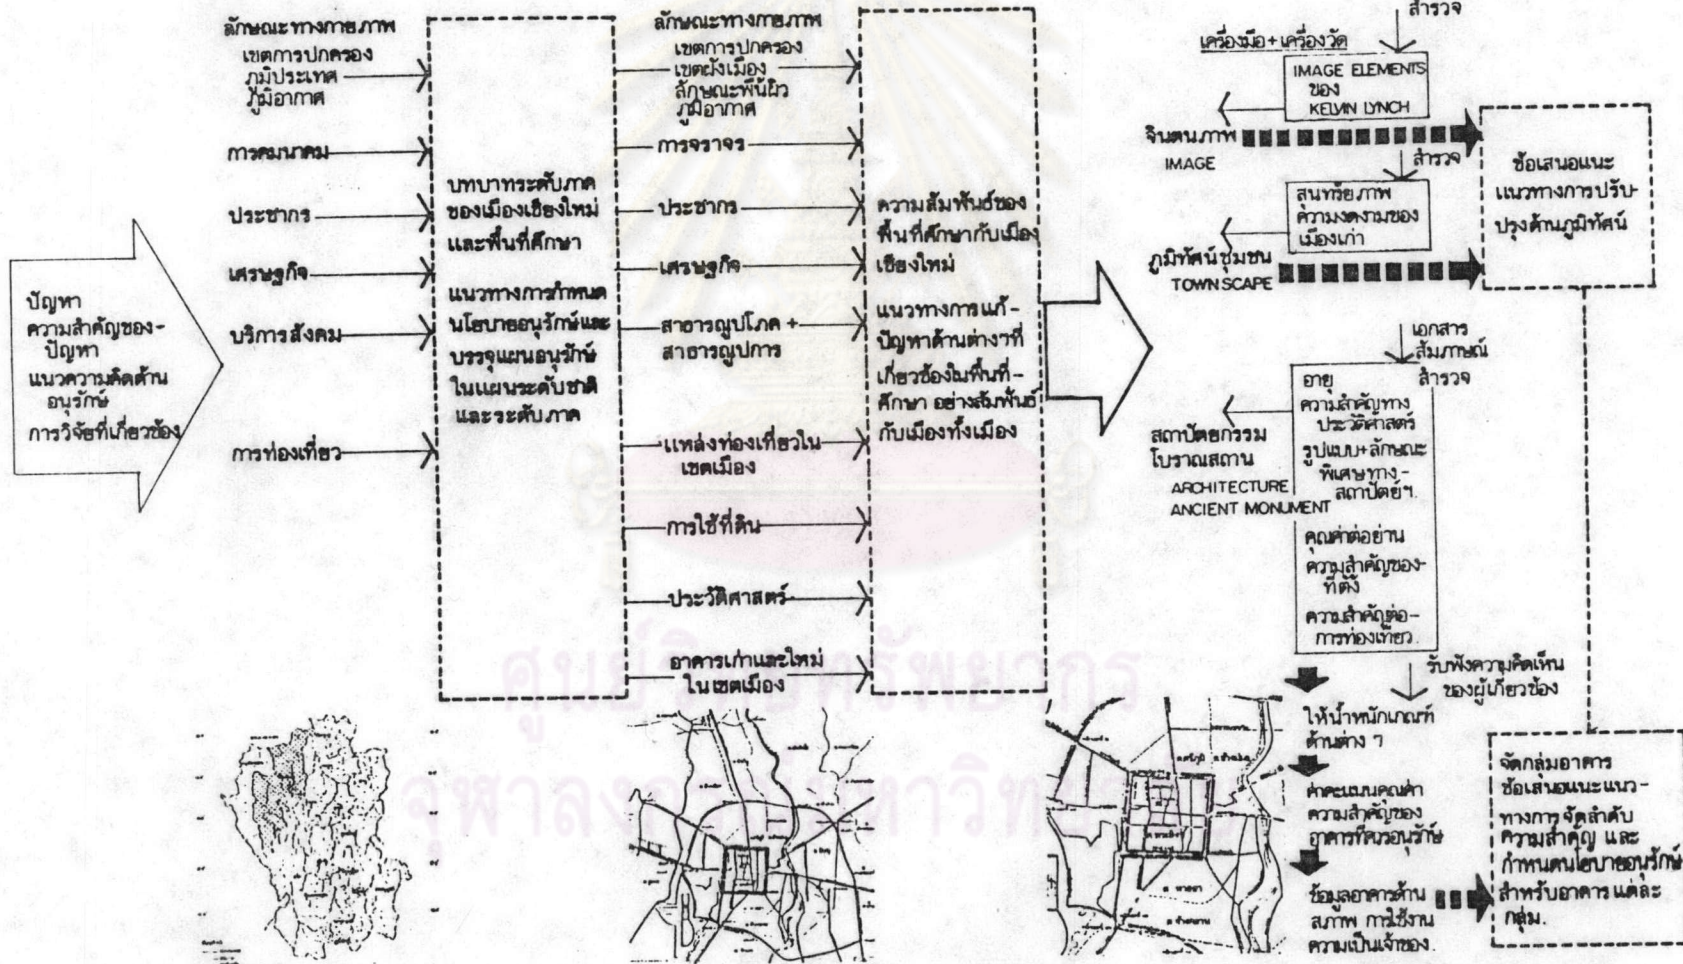 ปัญหา
ความสำคัญของ-
ปัญหา
แนวความคิดด้าน
อนุรักษ์
การวิจัยที่เกี่ยวข้อง
ลักษณะทางกายภาพ
เขตการปกครอง
ภูมิประเทศ
ภูมิอากาศ
การคมนาคม
ประชากร
เศรษฐกิจ
บริการสังคม
การท่องเที่ยว
บทบาทระดับภาค
ของเมืองเชียงใหม่
และพื้นที่ศึกษา
แนวทางการกำหนด
นโยบายอนุรักษ์และ
บรรจุแผนอนุรักษ์
ในแผนระดับชาติ
และระดับภาค
ลักษณะทางกายภาพ
เขตการปกครอง
เขตผังเมือง
ลักษณะพื้นผิว
ภูมิอากาศ
การจราจร
ประชากร
เศรษฐกิจ
สาธารณูปโภค +
สาธารณูปการ
แหล่งท่องเที่ยวใน
เขตเมือง
การใช้ที่ดิน
ประวัติศาสตร์
อาคารเก่าและใหม่
ในเขตเมือง
ความสัมพันธ์ของ
พื้นที่ศึกษากับเมือง
เชียงใหม่
แนวทางการแก้-
ปัญหาด้านต่างๆที่
เกี่ยวข้องในพื้นที่-
ศึกษา อย่างสัมพันธ์
กับเมืองทั้งเมือง
สำรวจ
เครื่องมือ+เครื่องวัด
IMAGE ELEMENTS
ของ
KELVIN LYNCH
จินตนภาพ
IMAGE
สำรวจ
สุนทรียภาพ
ความงดงามของ
เมืองเก่า
ภูมิทัศน์ชุมชน
TOWNSCAPE
ข้อเสนอแนะ
แนวทางการปรับ-
ปรุงด้านภูมิทัศน์
เอกสาร
สัมภาษณ์
สำรวจ
อายุ
ความสำคัญทาง
ประวัติศาสตร์
รูปแบบ+ลักษณะ
พิเศษทาง-
สถาปัตย์ฯ
คุณค่าต่อย่าน
ความสำคัญของ-
ที่ตั้ง
ความสำคัญต่อ-
การท่องเที่ยว
สถาปัตยกรรม
โบราณสถาน
ARCHITECTURE
ANCIENT MONUMENT
รับฟังความคิดเห็น
ของผู้เกี่ยวข้อง
ให้น้ำหนักเกณฑ์
ด้านต่าง ๆ
ค่าคะแนนคุณค่า
ความสำคัญของ
อาคารที่ควรอนุรักษ์
ข้อมูลอาคารด้าน
สภาพ การใช้งาน
ความเป็นเจ้าของ
จัดกลุ่มอาคาร
ข้อเสนอแนะแนว-
ทางการจัดลำดับ
ความสำคัญ และ
กำหนดนโยบายอนุรักษ์
สำหรับอาคารแต่ละ
กลุ่ม.
ศูนย์วิทยทรัพยากร
จุฬาลงกรณ์มหาวิทยาลัย